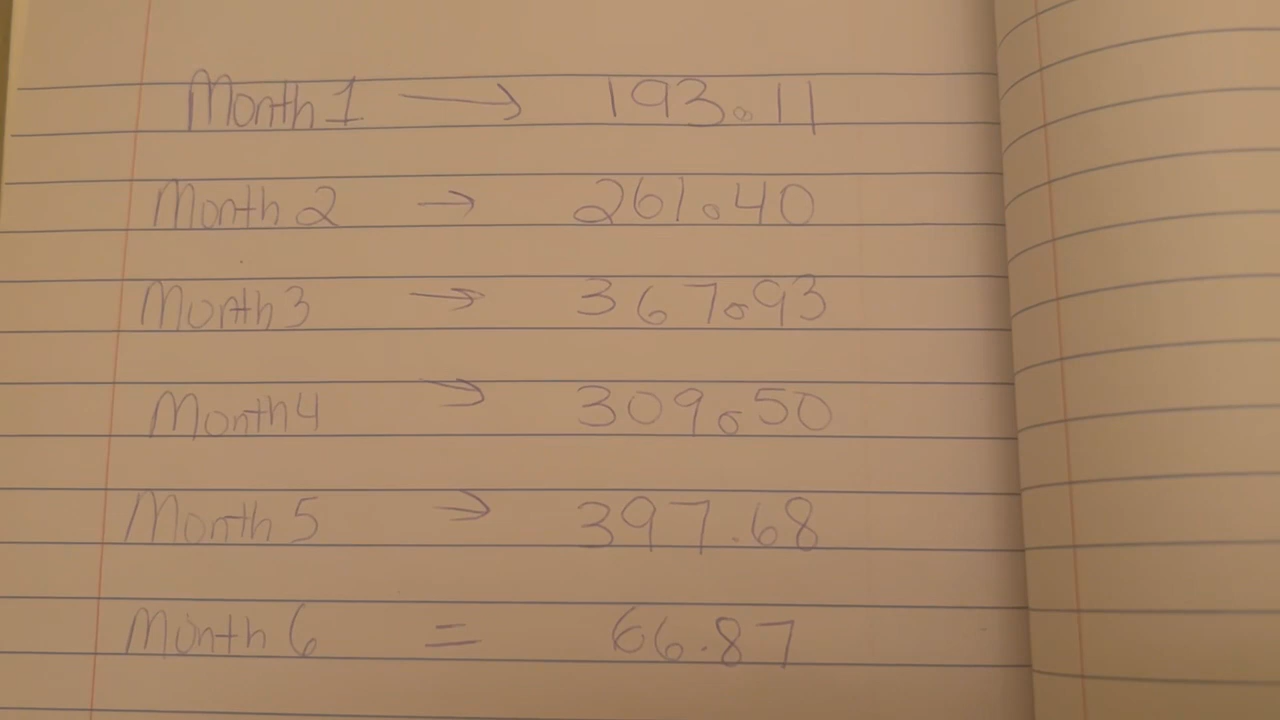 Month 1 → 193.11
Month 2 → 261.40
Month 3 → 367.93
Month 4 → 309.50
Month 5 → 397.68
Month 6 = 66.87